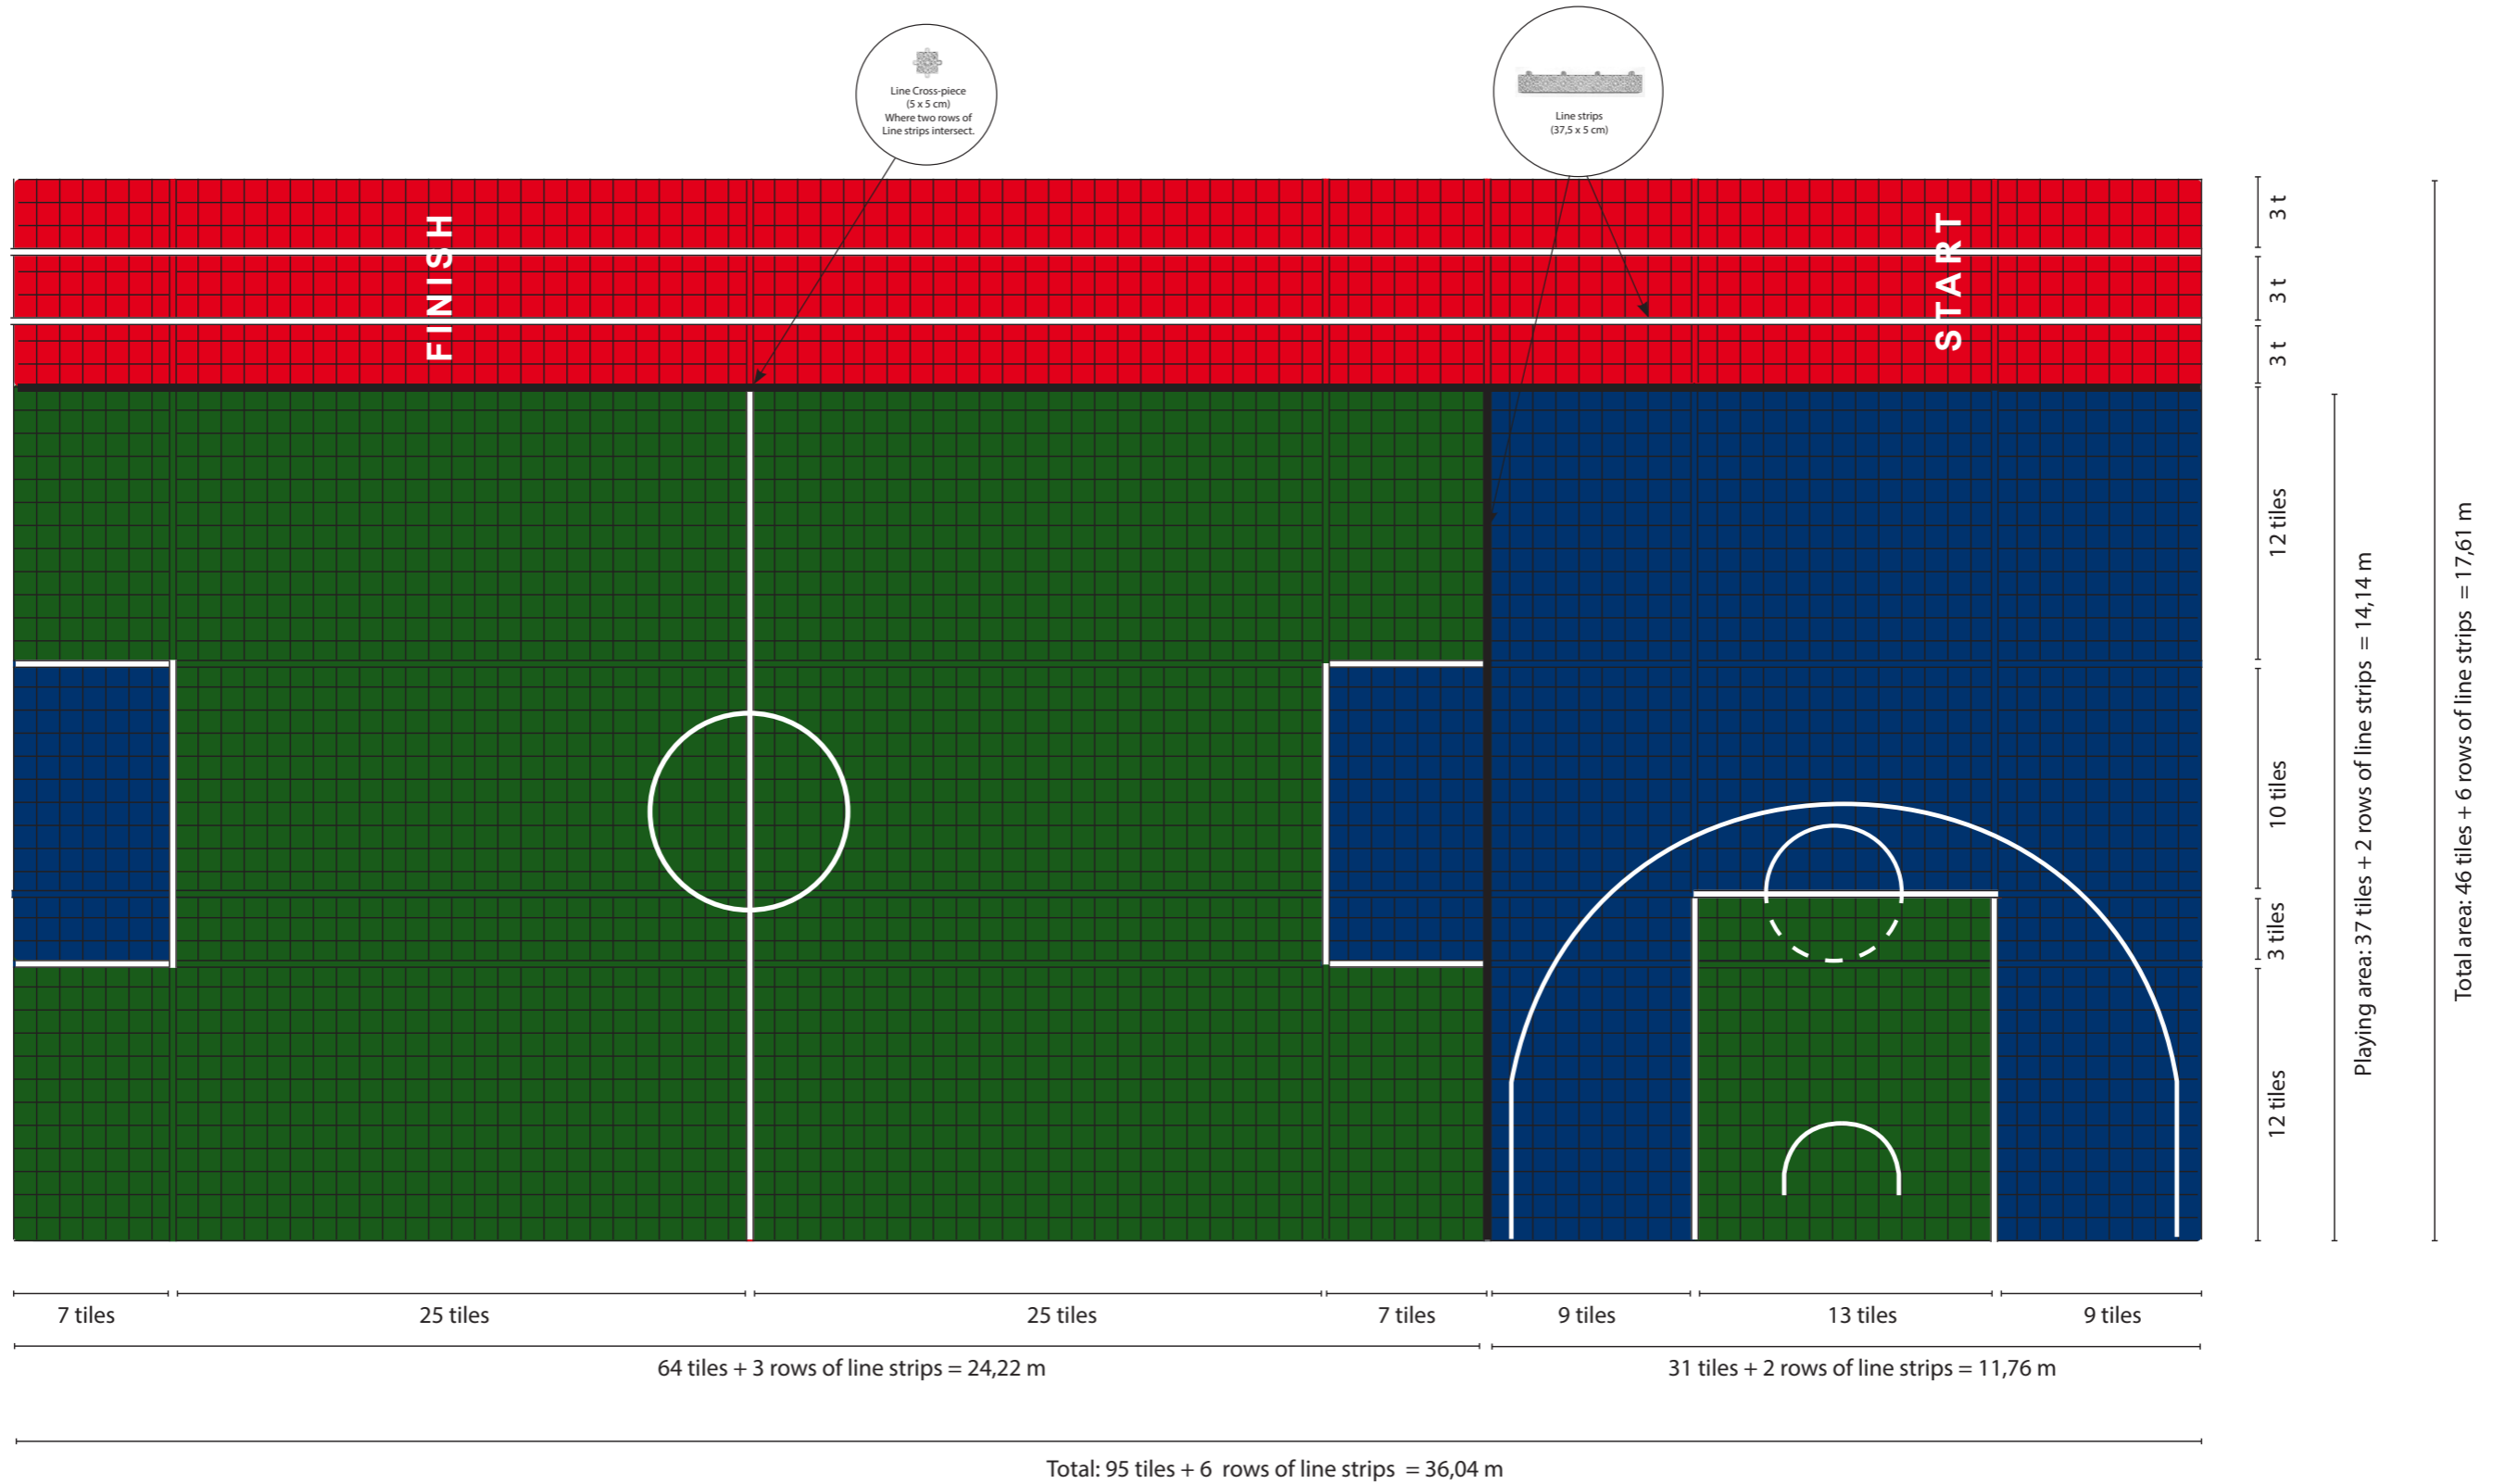 Line Cross-piece
(5 x 5 cm)
Where two rows of
Line strips intersect.
Line strips
(37,5 x 5 cm)
FINISH
START
3 t
3 t
3 t
12 tiles
10 tiles
3 tiles
12 tiles
Playing area: 37 tiles + 2 rows of line strips = 14,14 m
Total area: 46 tiles + 6 rows of line strips = 17,61 m
7 tiles
25 tiles
25 tiles
7 tiles
9 tiles
13 tiles
9 tiles
64 tiles + 3 rows of line strips = 24,22 m
31 tiles + 2 rows of line strips = 11,76 m
Total: 95 tiles + 6 rows of line strips = 36,04 m